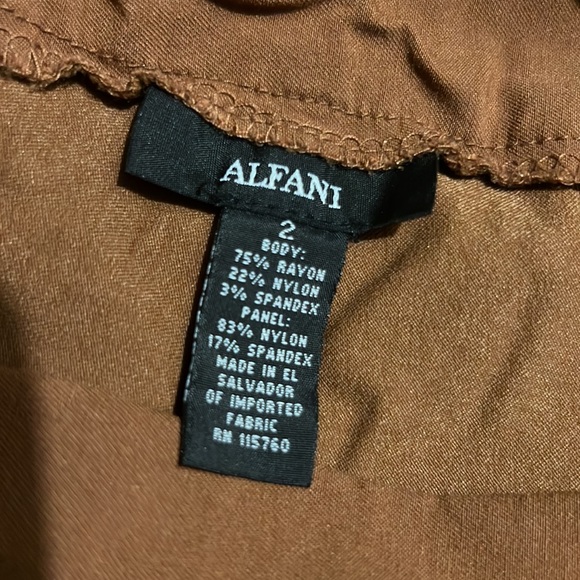 ALFANI
2
BODY:
75% RAYON
22% NYLON
3% SPANDEX
PANEL:
83% NYLON
17% SPANDEX
MADE IN EL
SALVADOR
OF IMPORTED
FABRIC
RN 115760